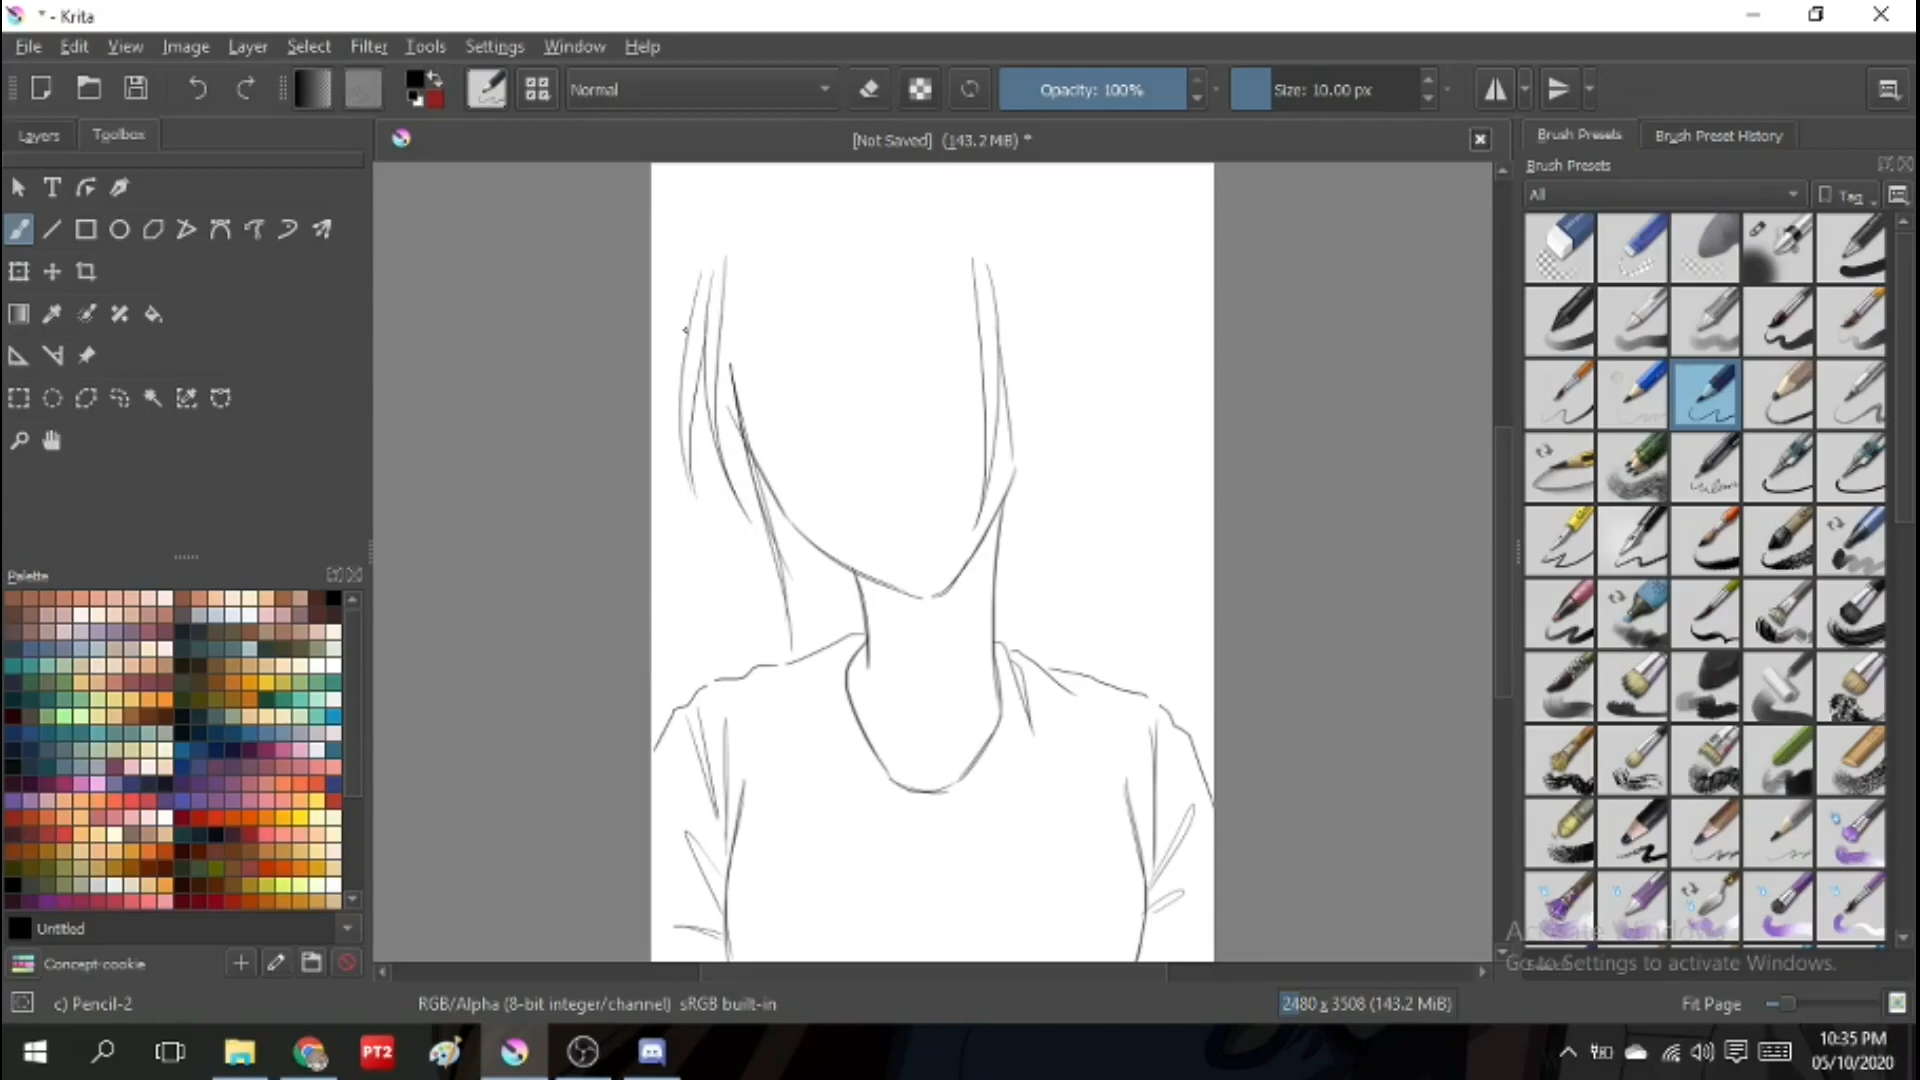 * - Krita
File Edit View Image Layer Select Filter Tools Settings Window Help
Normal
Opacity: 100%
Size: 10.00 px
Layers
Toolbox
[Not Saved] (143.2 MiB) *
Brush Presets
Brush Preset History
Brush Presets
All
Tag
Palette
Untitled
Concept-cookie
Activate Windows
Go to Settings to activate Windows.
c) Pencil-2
RGB/Alpha (8-bit integer/channel) sRGB built-in
2480 x 3508 (143.2 MiB)
Fit Page
PT2
10:35 PM
05/10/2020